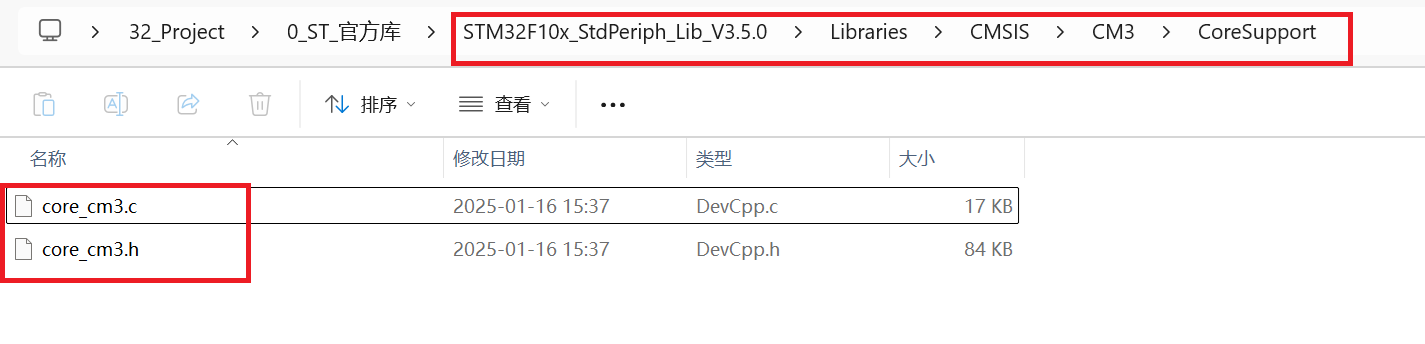 32_Project > 0_ST_官方库 > STM32F10x_StdPeriph_Lib_V3.5.0 > Libraries > CMSIS > CM3 > CoreSupport
排序 查看 •••
名称 修改日期 类型 大小
core_cm3.c 2025-01-16 15:37 DevCpp.c 17 KB
core_cm3.h 2025-01-16 15:37 DevCpp.h 84 KB